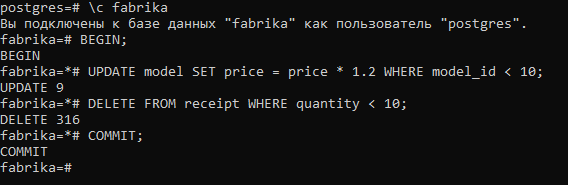 postgres=# \c fabrika
Вы подключены к базе данных "fabrika" как пользователь "postgres".
fabrika=# BEGIN;
BEGIN
fabrika=*# UPDATE model SET price = price * 1.2 WHERE model_id < 10;
UPDATE 9
fabrika=*# DELETE FROM receipt WHERE quantity < 10;
DELETE 316
fabrika=*# COMMIT;
COMMIT
fabrika=#